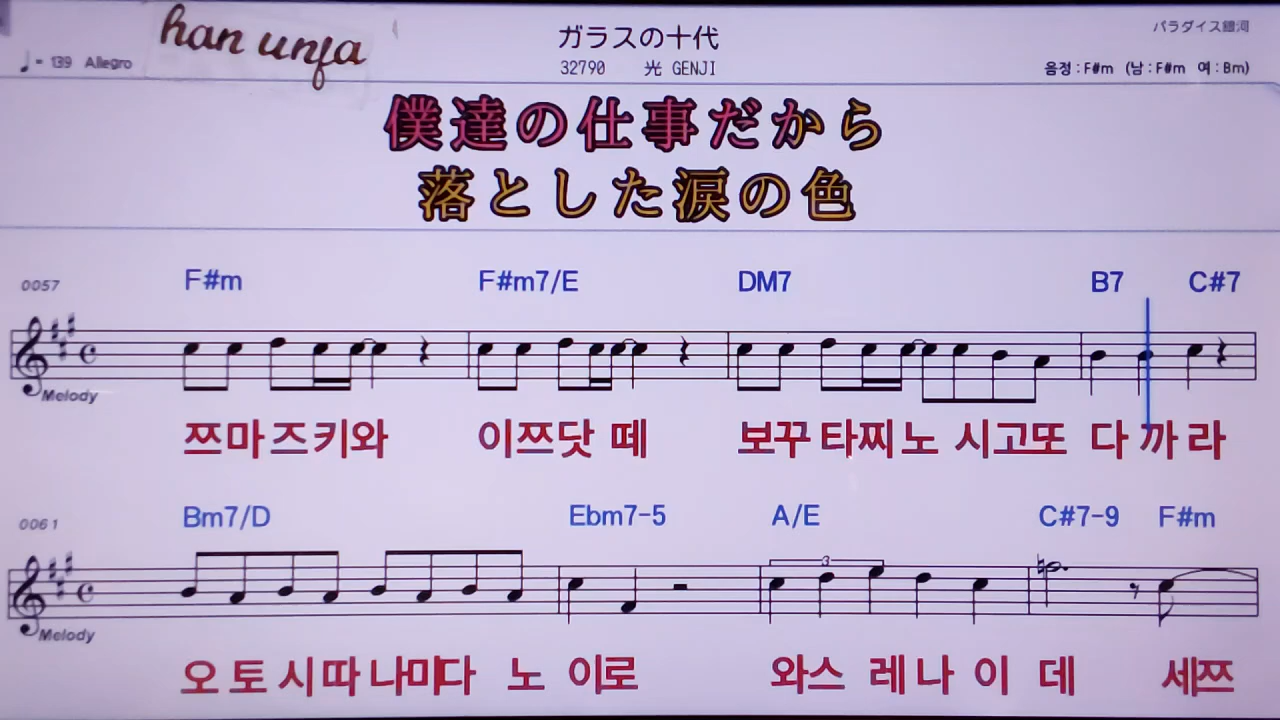 han unja
ガラスの十代
パラダイス銀河
♩= 139 Allegro
32790 光 GENJI
음정 : F#m (남 : F#m 여 : Bm)
僕達の仕事だから
落とした涙の色
0057 F#m F#m7/E DM7 B7 C#7
Melody
쯔마즈키와 이쯔닷 떼 보꾸 타찌노 시고또 다 까 라
0061 Bm7/D Ebm7-5 A/E C#7-9 F#m
3
Melody
오 토 시 따 나미다 노 이로 와스 레 나 이 데 세쯔